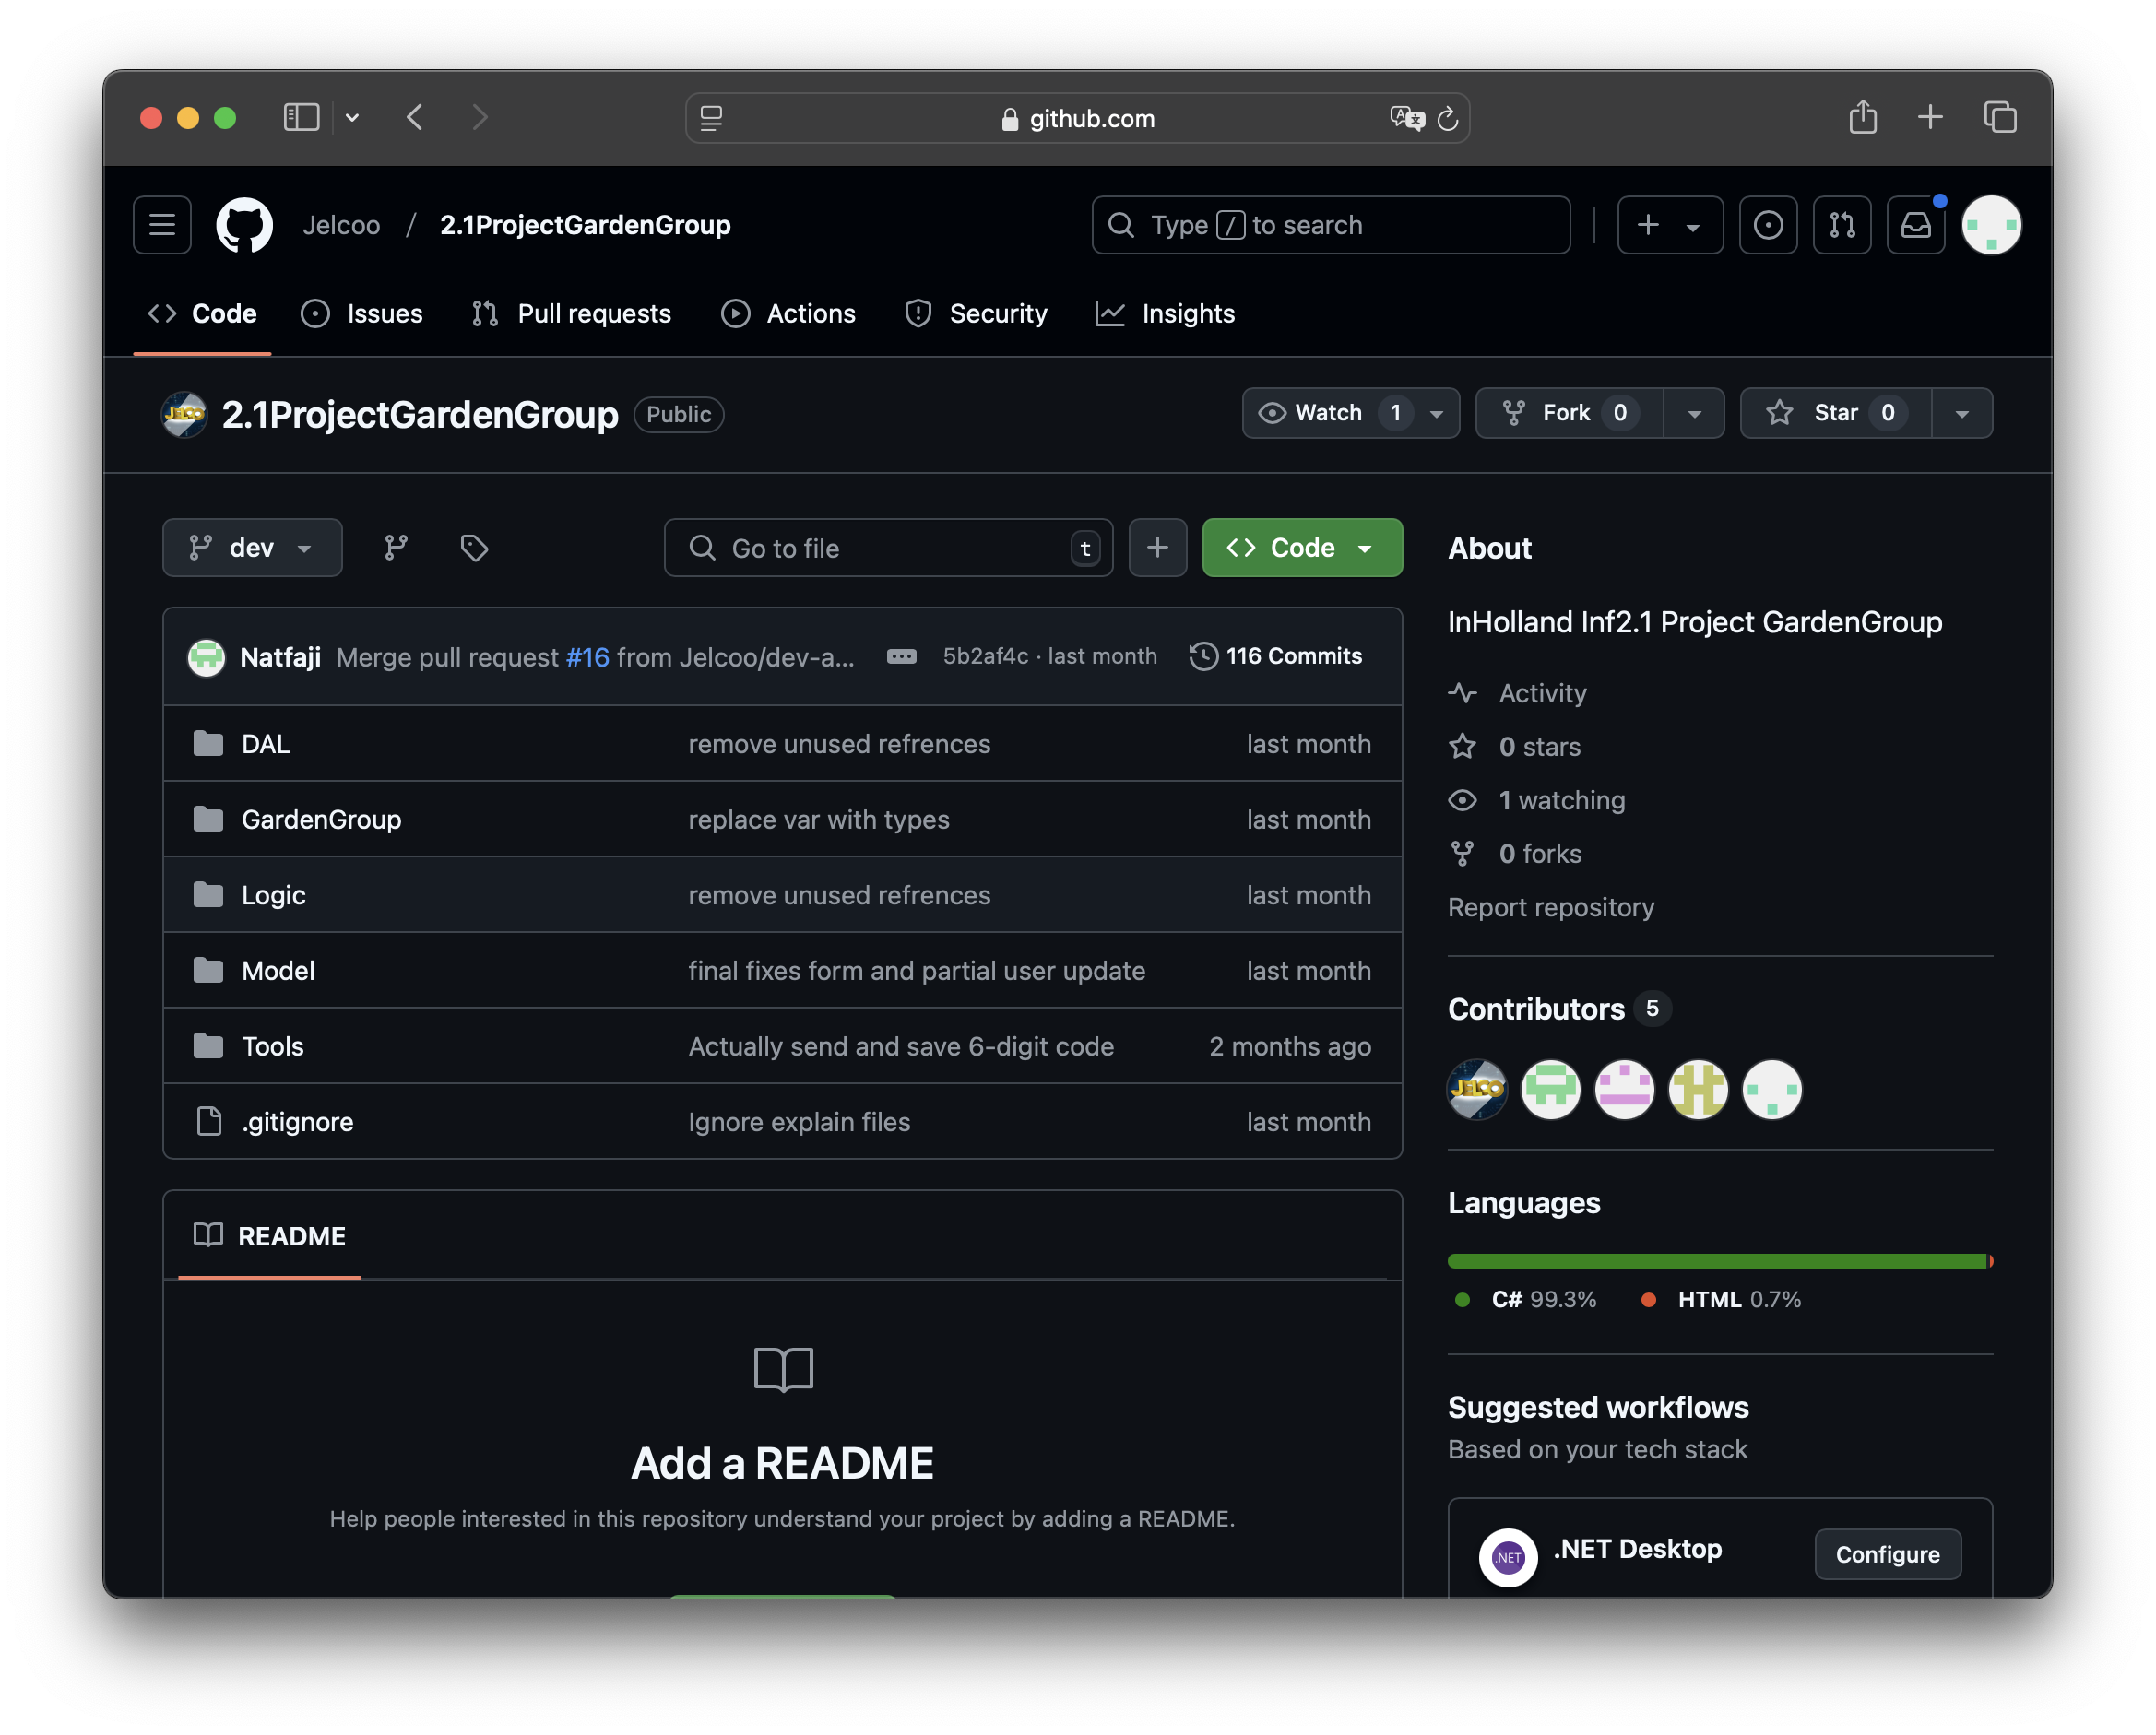 github.com
Jelcoo / 2.1ProjectGardenGroup
Type / to search
Code
Issues
Pull requests
Actions
Security
Insights
2.1ProjectGardenGroup Public
Watch 1
Fork 0
Star 0
dev
Go to file t
Code
Natfaji Merge pull request #16 from Jelcoo/dev-a... 5b2af4c · last month 116 Commits
DAL remove unused refrences last month
GardenGroup replace var with types last month
Logic remove unused refrences last month
Model final fixes form and partial user update last month
Tools Actually send and save 6-digit code 2 months ago
.gitignore Ignore explain files last month
README
Add a README
Help people interested in this repository understand your project by adding a README.
About
InHolland Inf2.1 Project GardenGroup
Activity
0 stars
1 watching
0 forks
Report repository
Contributors 5
JELCO
Languages
C# 99.3% HTML 0.7%
Suggested workflows
Based on your tech stack
.NET
.NET Desktop
Configure